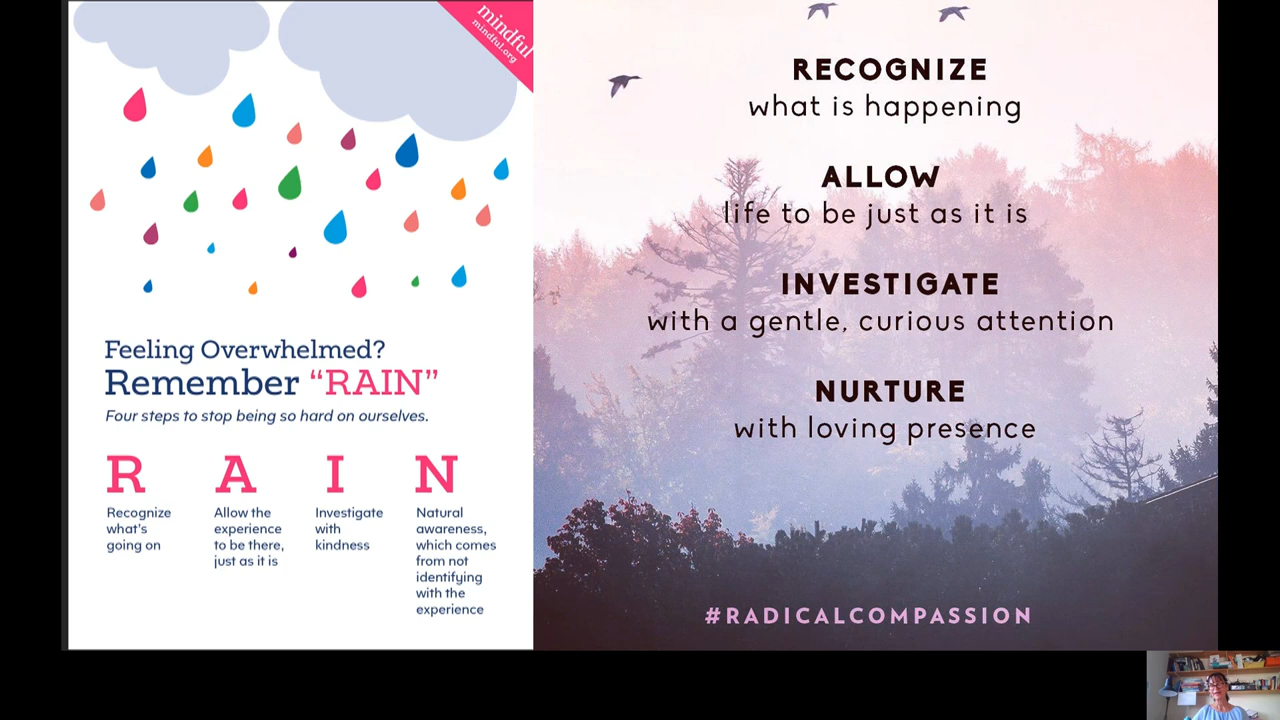 mindful
mindful.org
Feeling Overwhelmed?
Remember “RAIN”
Four steps to stop being so hard on ourselves.
R
Recognize
what's
going on
A
Allow the
experience
to be there,
just as it is
I
Investigate
with
kindness
N
Natural
awareness,
which comes
from not
identifying
with the
experience
RECOGNIZE
what is happening
ALLOW
life to be just as it is
INVESTIGATE
with a gentle, curious attention
NURTURE
with loving presence
#RADICALCOMPASSION